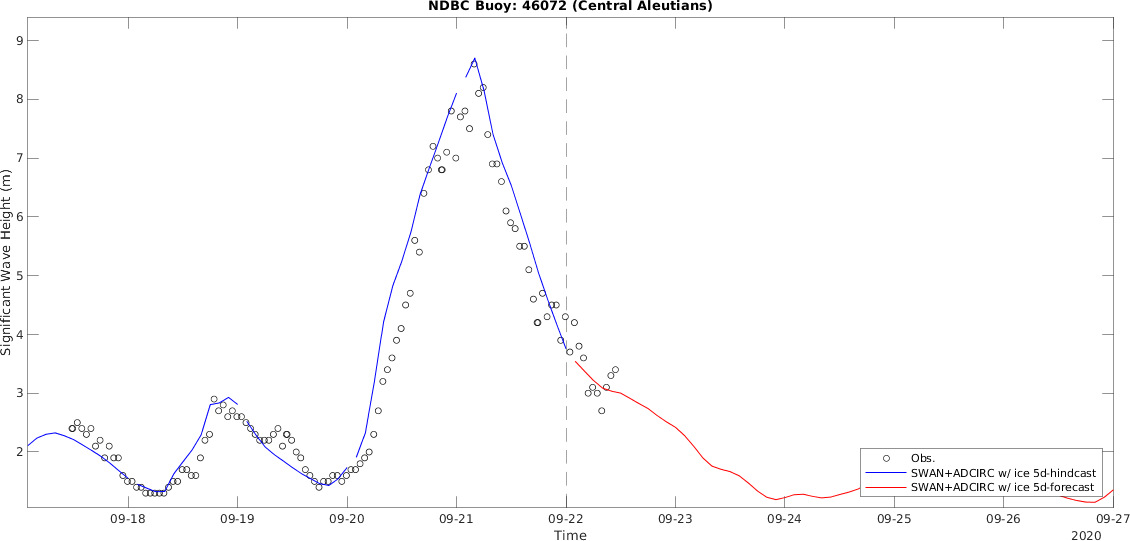 NDBC Buoy: 46072 (Central Aleutians)
9
8
7
6
5
4
3
2
Significant Wave Height (m)
Obs.
SWAN+ADCIRC w/ ice 5d-hindcast
SWAN+ADCIRC w/ ice 5d-forecast
09-18 09-19 09-20 09-21 09-22 09-23 09-24 09-25 09-26 09-27
Time
2020